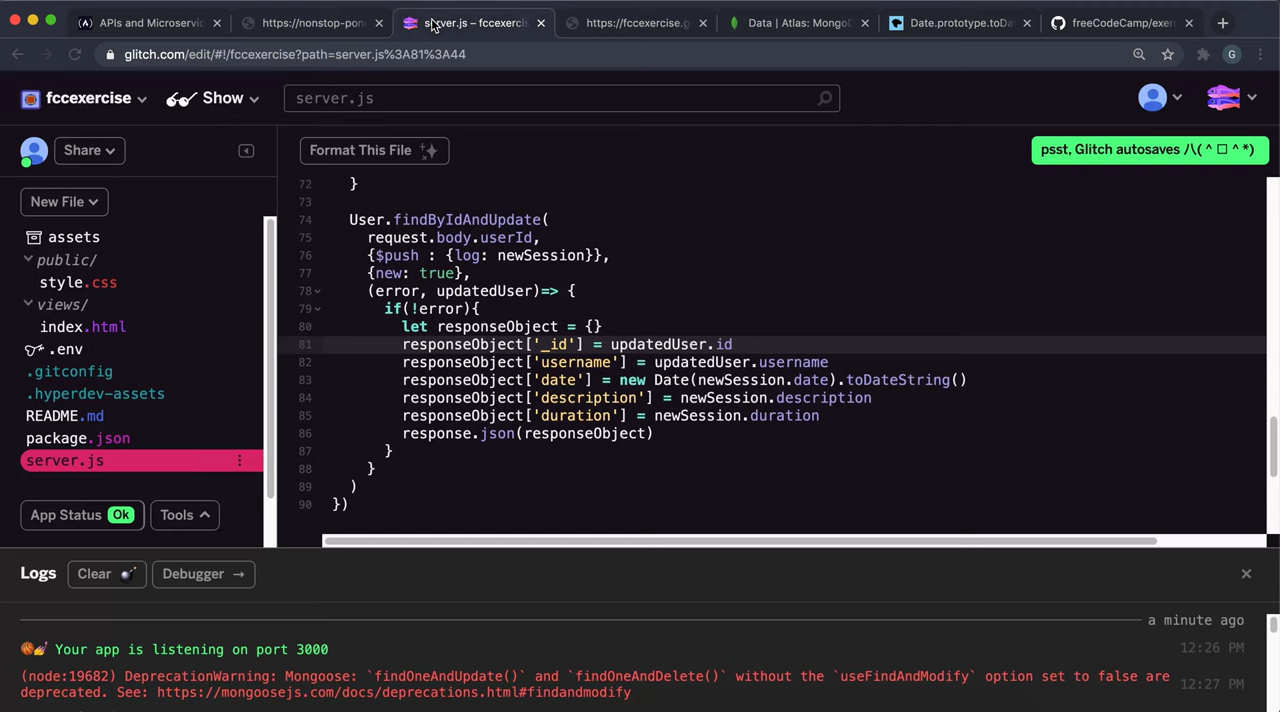 APIs and Microservic
https://nonstop-pond
server.js – fccexercis
https://fccexercise.g
Data | Atlas: MongoD
Date.prototype.toDa
freeCodeCamp/exer
glitch.com/edit/#!/fccexercise?path=server.js%3A81%3A44
G
fccexercise
Show
server.js
Share
Format This File
psst, Glitch autosaves /\( ^ □ ^ *)
New File
assets
public/
style.css
views/
index.html
.env
.gitconfig
.hyperdev-assets
README.md
package.json
server.js
App Status Ok
Tools
72 }
73
74 User.findByIdAndUpdate(
75 request.body.userId,
76 {$push : {log: newSession}},
77 {new: true},
78 (error, updatedUser)=> {
79 if(!error){
80 let responseObject = {}
81 responseObject['_id'] = updatedUser.id
82 responseObject['username'] = updatedUser.username
83 responseObject['date'] = new Date(newSession.date).toDateString()
84 responseObject['description'] = newSession.description
85 responseObject['duration'] = newSession.duration
86 response.json(responseObject)
87 }
88 }
89 )
90 })
Logs
Clear
Debugger →
a minute ago
Your app is listening on port 3000
12:26 PM
(node:19682) DeprecationWarning: Mongoose: `findOneAndUpdate()` and `findOneAndDelete()` without the `useFindAndModify` option set to false are
deprecated. See: https://mongoosejs.com/docs/deprecations.html#findandmodify
12:27 PM